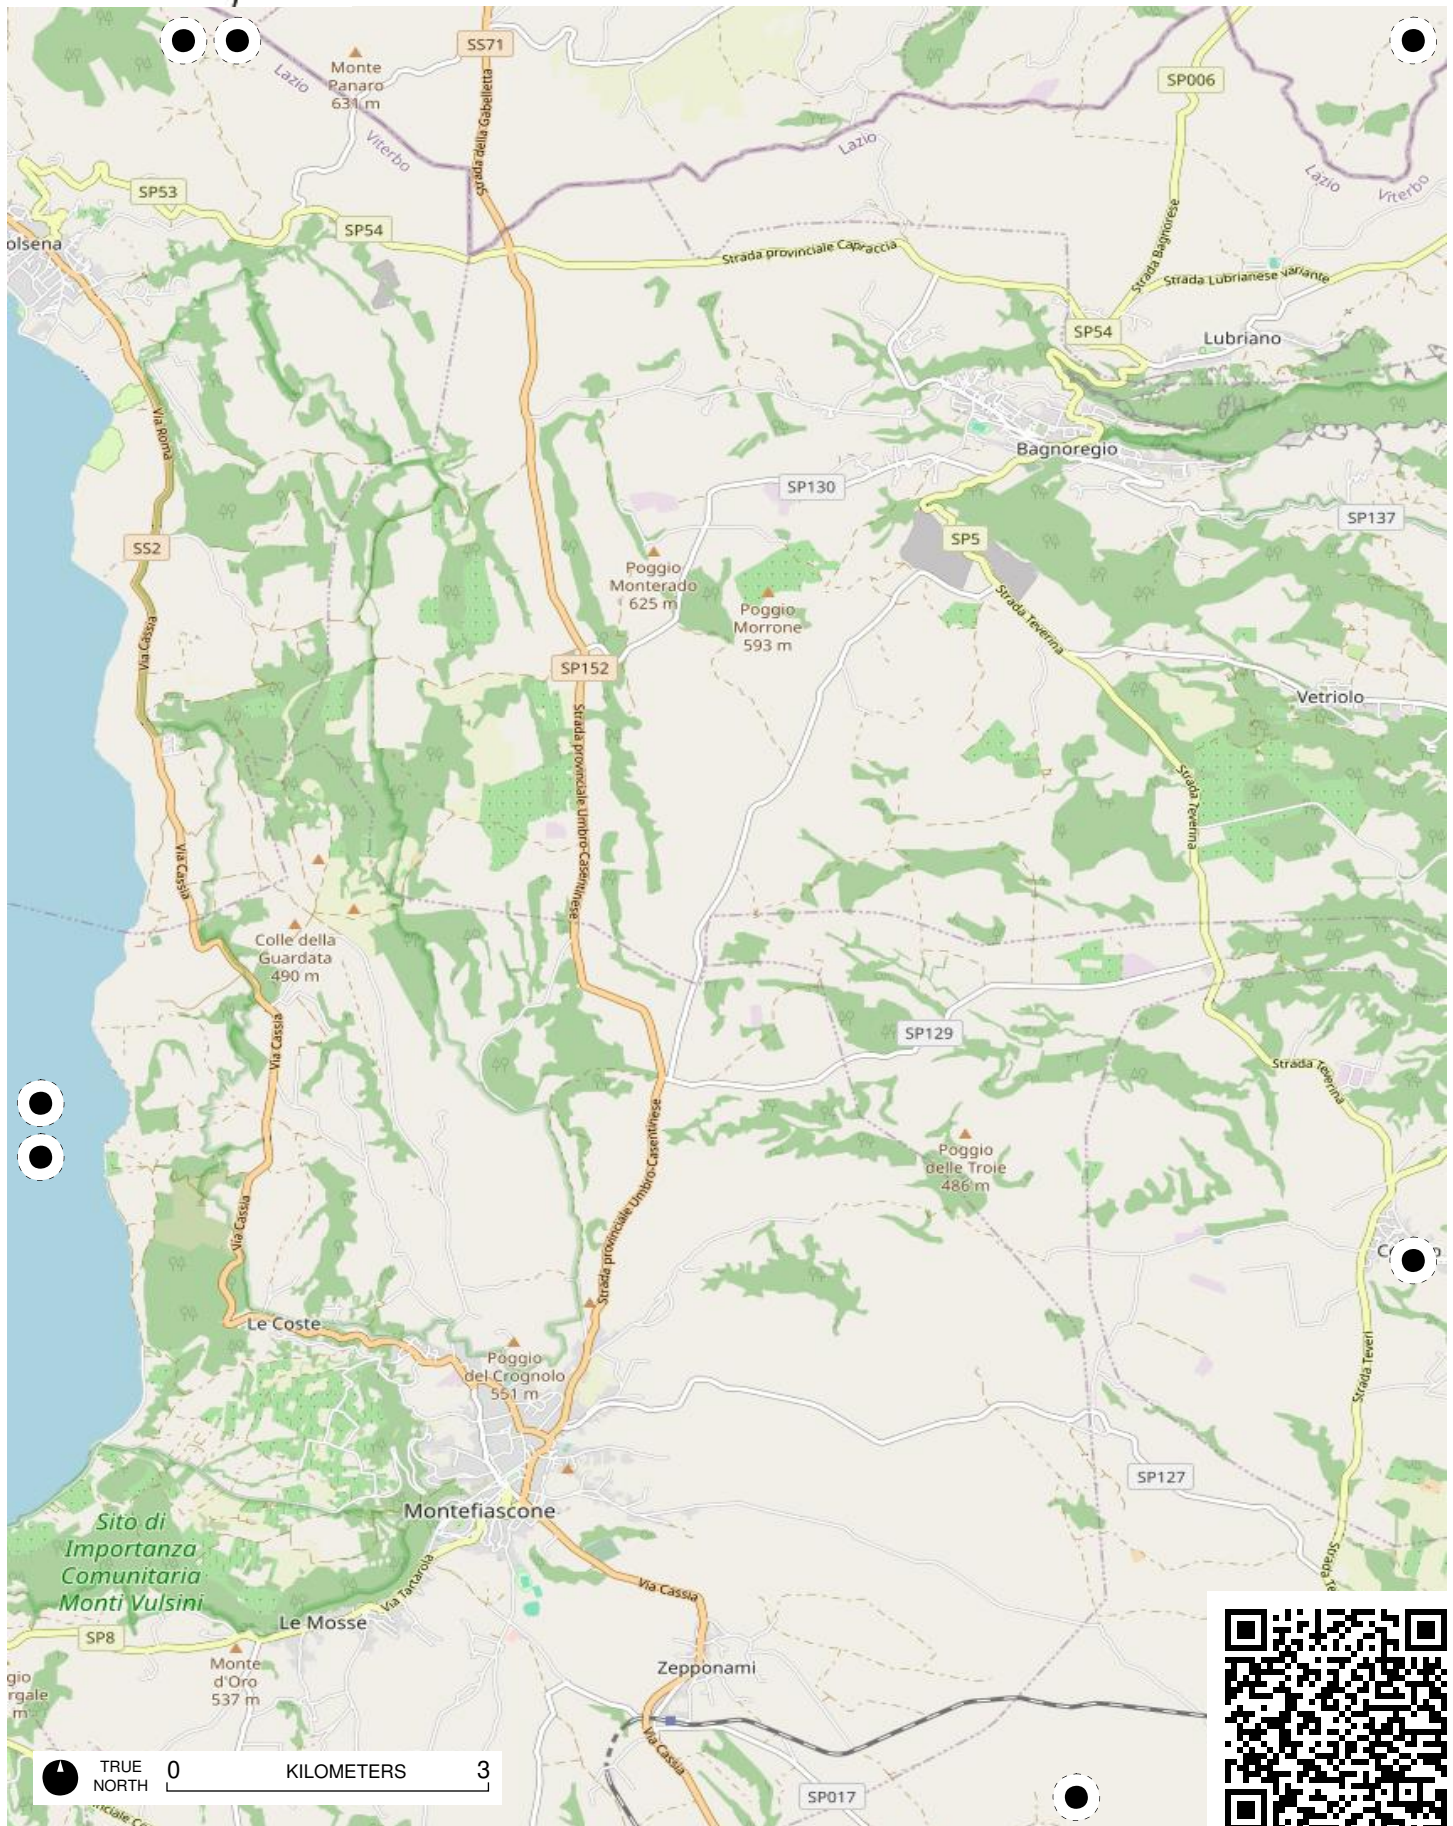 SS71
Monte
Panaro
631 m
Lazio
Viterbo
Strada della Gabelletta
SP006
Lazio
Lazio
Viterbo
SP53
SP54
olsena
Strada provinciale Capraccia
Strada Bagnorese
Strada Lubrianese variante
SP54
Lubriano
Via Roma
Bagnoregio
SP130
SP137
SS2
SP5
Poggio
Monterado
625 m
Poggio
Morrone
593 m
Strada Teverina
Via Cassia
SP152
Vetriolo
Strada provinciale Umbro-Casentinese
Strada Teverina
Via Cassia
Colle della
Guardata
490 m
Via Cassia
SP129
Strada Teverina
Strada provinciale Umbro-Casentinese
Poggio
delle Troie
486 m
Via Cassia
Le Coste
Poggio
del Crognolo
551 m
Strada Teveri
SP127
Montefiascone
Sito di
Importanza
Comunitaria
Monti Vulsini
Via Tartarola
Via Cassia
Strada Te
Le Mosse
SP8
Monte
d'Oro
537 m
gio
rgale
m
Zepponami
Via Cassia
SP017
TRUE
NORTH
0 KILOMETERS 3